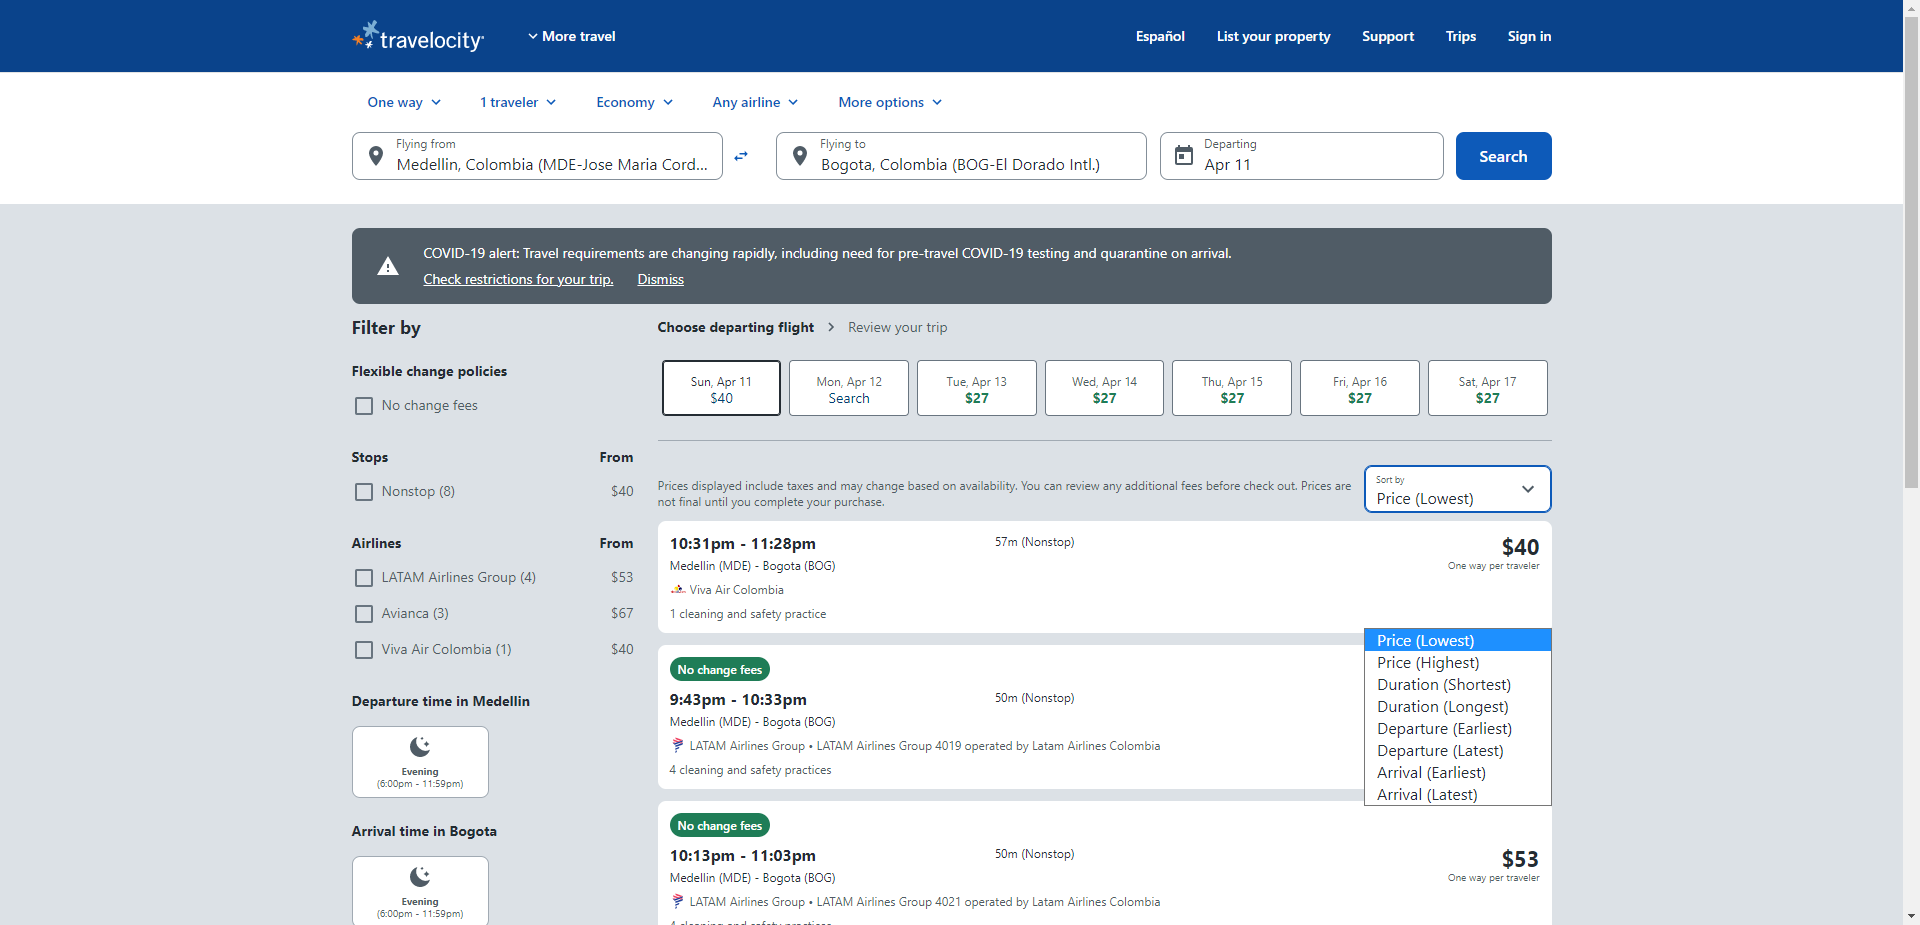 travelocity
More travel
Español
List your property
Support
Trips
Sign in
One way
1 traveler
Economy
Any airline
More options
Flying from
Medellin, Colombia (MDE-Jose Maria Cord...
Flying to
Bogota, Colombia (BOG-El Dorado Intl.)
Departing
Apr 11
Search
COVID-19 alert: Travel requirements are changing rapidly, including need for pre-travel COVID-19 testing and quarantine on arrival.
Check restrictions for your trip.
Dismiss
Filter by
Flexible change policies
No change fees
Stops From
Nonstop (8) $40
Airlines From
LATAM Airlines Group (4) $53
Avianca (3) $67
Viva Air Colombia (1) $40
Departure time in Medellin
Evening
(6:00pm - 11:59pm)
Arrival time in Bogota
Evening
(6:00pm - 11:59pm)
Choose departing flight
Review your trip
Sun, Apr 11
$40
Mon, Apr 12
Search
Tue, Apr 13
$27
Wed, Apr 14
$27
Thu, Apr 15
$27
Fri, Apr 16
$27
Sat, Apr 17
$27
Prices displayed include taxes and may change based on availability. You can review any additional fees before check out. Prices are
not final until you complete your purchase.
Sort by
Price (Lowest)
10:31pm - 11:28pm
57m (Nonstop)
$40
Medellin (MDE) - Bogota (BOG)
One way per traveler
Viva Air Colombia
1 cleaning and safety practice
Price (Lowest)
Price (Highest)
Duration (Shortest)
Duration (Longest)
Departure (Earliest)
Departure (Latest)
Arrival (Earliest)
Arrival (Latest)
No change fees
9:43pm - 10:33pm
50m (Nonstop)
Medellin (MDE) - Bogota (BOG)
LATAM Airlines Group • LATAM Airlines Group 4019 operated by Latam Airlines Colombia
4 cleaning and safety practices
No change fees
10:13pm - 11:03pm
50m (Nonstop)
$53
Medellin (MDE) - Bogota (BOG)
One way per traveler
LATAM Airlines Group • LATAM Airlines Group 4021 operated by Latam Airlines Colombia
4 cleaning and safety practices